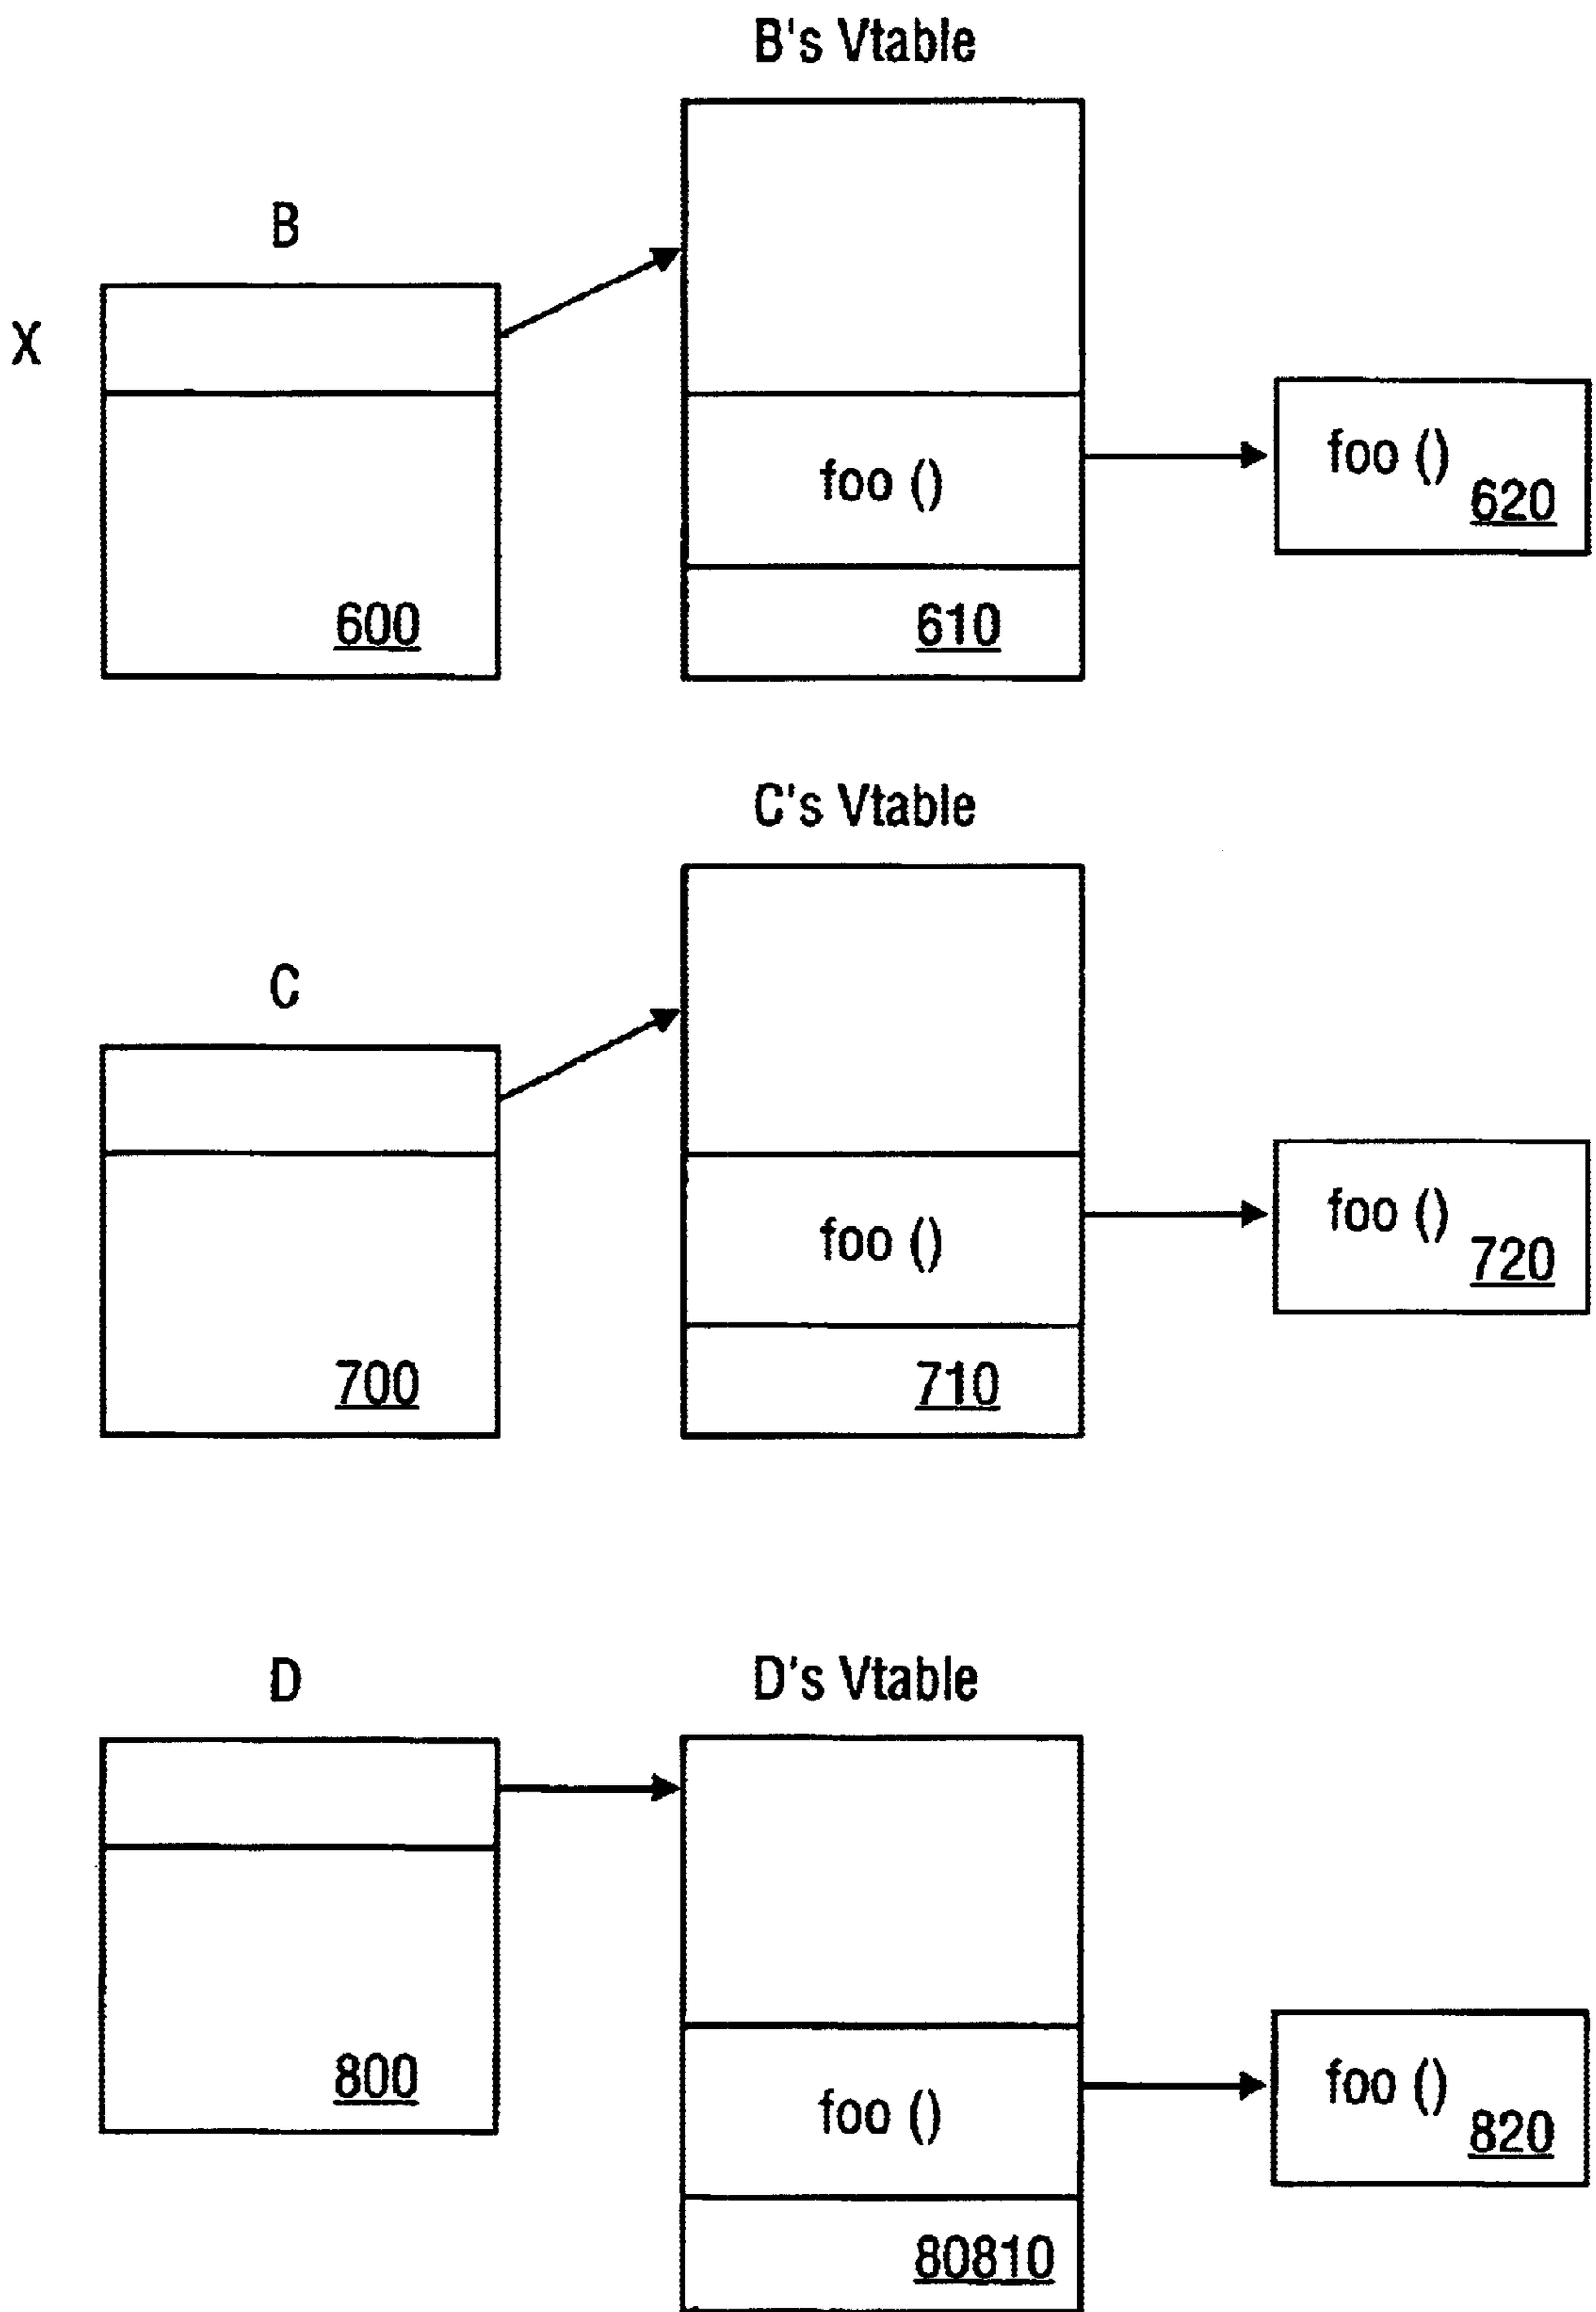 B's Vtable
B
X
foo ()
foo ()
620
600
610
C's Vtable
C
foo ()
foo ()
720
700
710
D's Vtable
D
800
foo ()
foo ()
820
80810